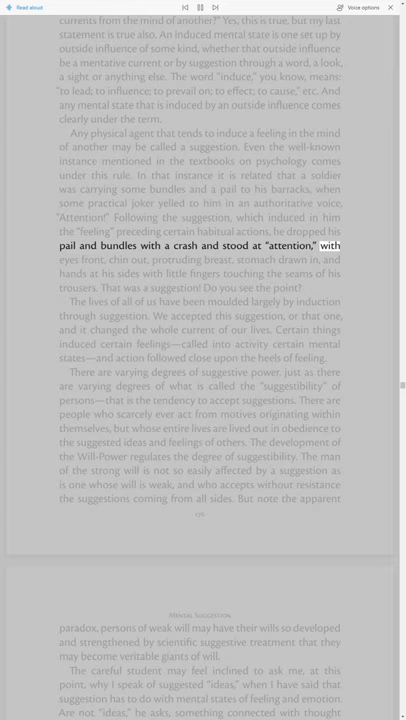 Read aloud
Voice options
currents from the mind of another?" Yes, this is true, but my last
statement is true also. An induced mental state is one set up by
outside influence of some kind, whether that outside influence
be a mentative current or by suggestion through a word, a look,
a sight or anything else. The word "induce," you know, means:
"to lead; to influence; to prevail on; to effect; to cause," etc. And
any mental state that is induced by an outside influence comes
clearly under the term.
Any physical agent that tends to induce a feeling in the mind
of another may be called a suggestion. Even the well-known
instance mentioned in the textbooks on psychology comes
under this rule. In that instance it is related that a soldier
was carrying some bundles and a pail to his barracks, when
some practical joker yelled to him in an authoritative voice,
"Attention!" Following the suggestion, which induced in him
the "feeling" preceding certain habitual actions, he dropped his
pail and bundles with a crash and stood at "attention," with
eyes front, chin out, protruding breast, stomach drawn in, and
hands at his sides with little fingers touching the seams of his
trousers. That was a suggestion! Do you see the point?
The lives of all of us have been moulded largely by induction
through suggestion. We accepted this suggestion, or that one,
and it changed the whole current of our lives. Certain things
induced certain feelings—called into activity certain mental
states—and action followed close upon the heels of feeling.
There are varying degrees of suggestive power, just as there
are varying degrees of what is called the "suggestibility" of
persons—that is the tendency to accept suggestions. There are
people who scarcely ever act from motives originating within
themselves, but whose entire lives are lived out in obedience to
the suggested ideas and feelings of others. The development of
the Will-Power regulates the degree of suggestibility. The man
of the strong will is not so easily affected by a suggestion as
is one whose will is weak, and who accepts without resistance
the suggestions coming from all sides. But note the apparent
Mental Suggestion
paradox, persons of weak will may have their wills so developed
and strengthened by scientific suggestive treatment that they
may become veritable giants of will.
The careful student may feel inclined to ask me, at this
point, why I speak of suggested "ideas," when I have said that
suggestion has to do with mental states of feeling and emotion.
Are not "ideas," he asks, something connected with thought